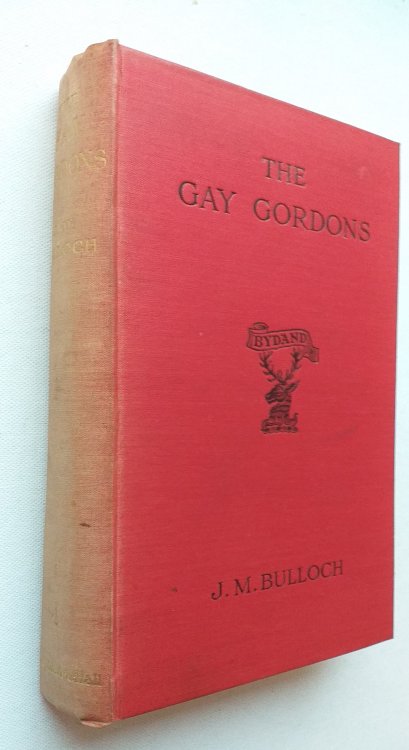 THE
GAY GORDONS
BYDAND
J. M. BULLOCH